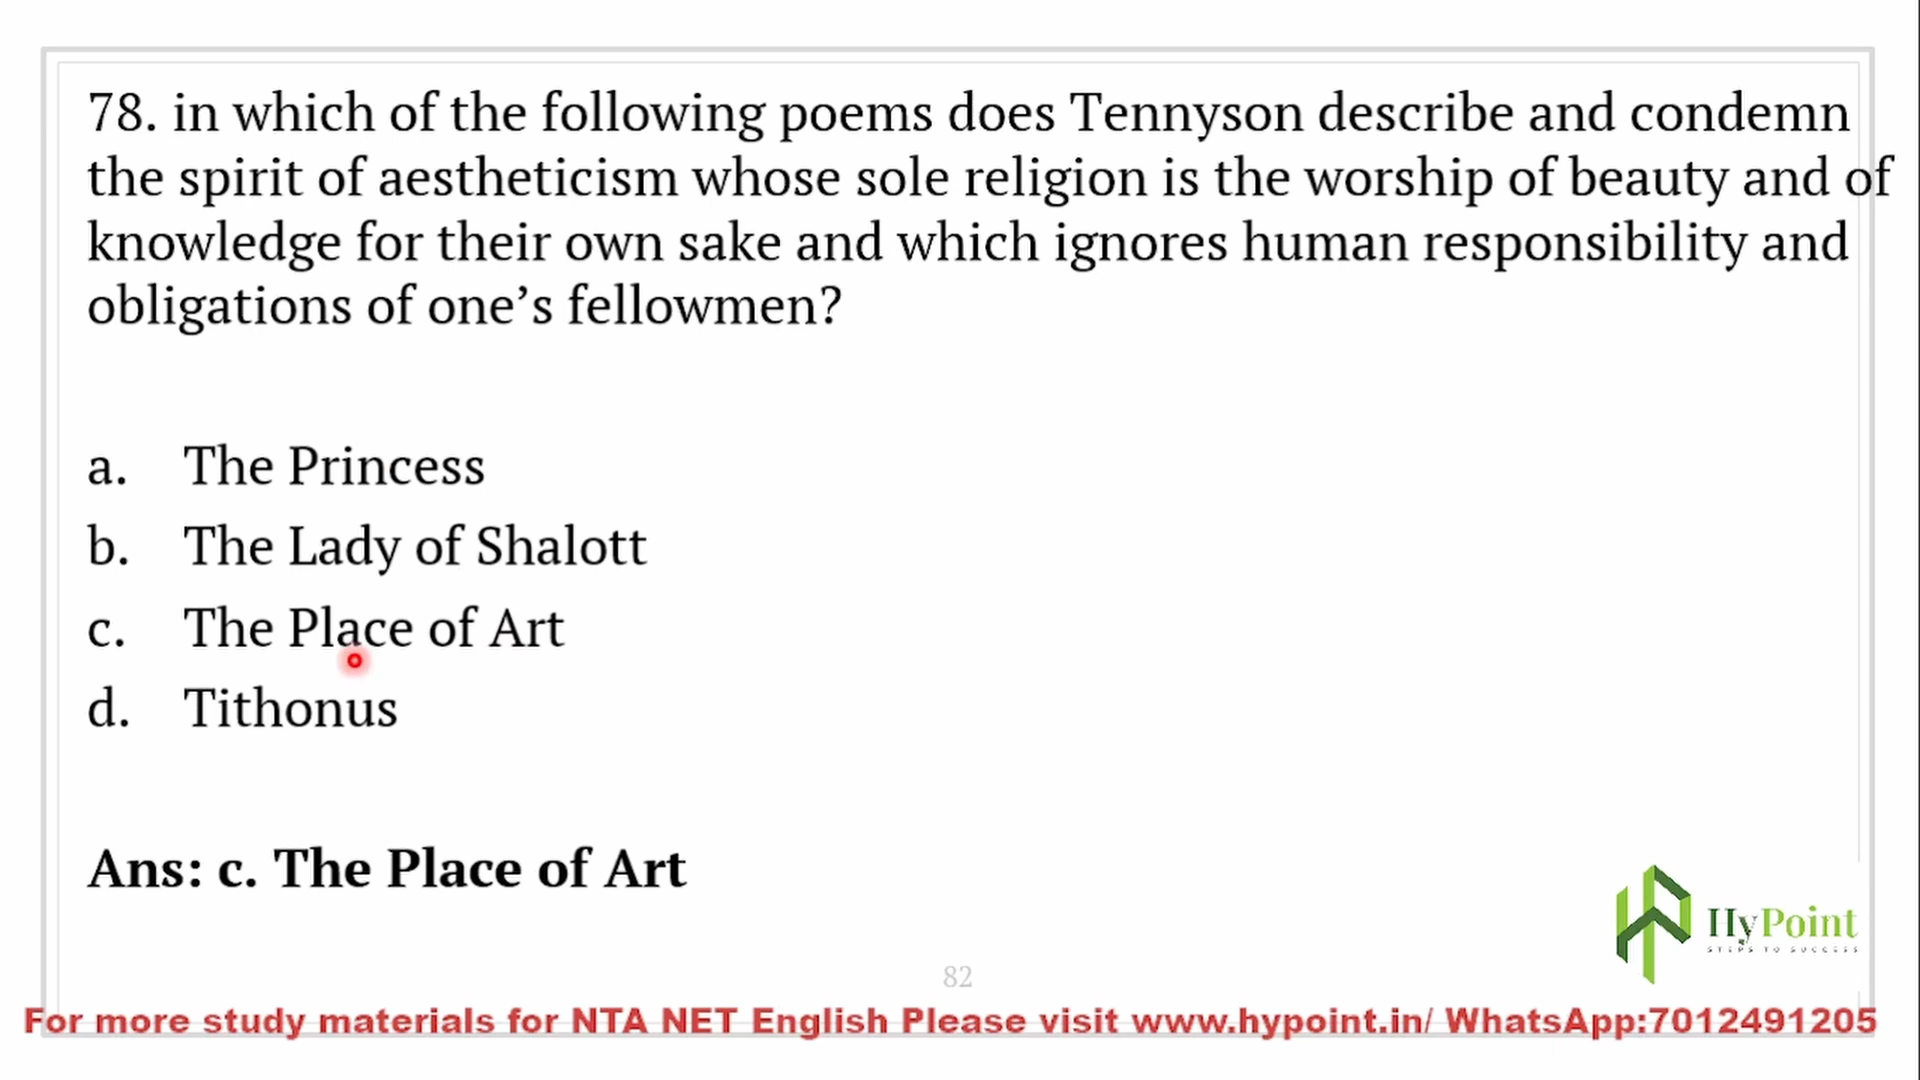 78. in which of the following poems does Tennyson describe and condemn
the spirit of aestheticism whose sole religion is the worship of beauty and of
knowledge for their own sake and which ignores human responsibility and
obligations of one’s fellowmen?
a. The Princess
b. The Lady of Shalott
c. The Place of Art
d. Tithonus
Ans: c. The Place of Art
HyPoint
STEPS TO SUCCESS
82
For more study materials for NTA NET English Please visit www.hypoint.in/ WhatsApp:7012491205